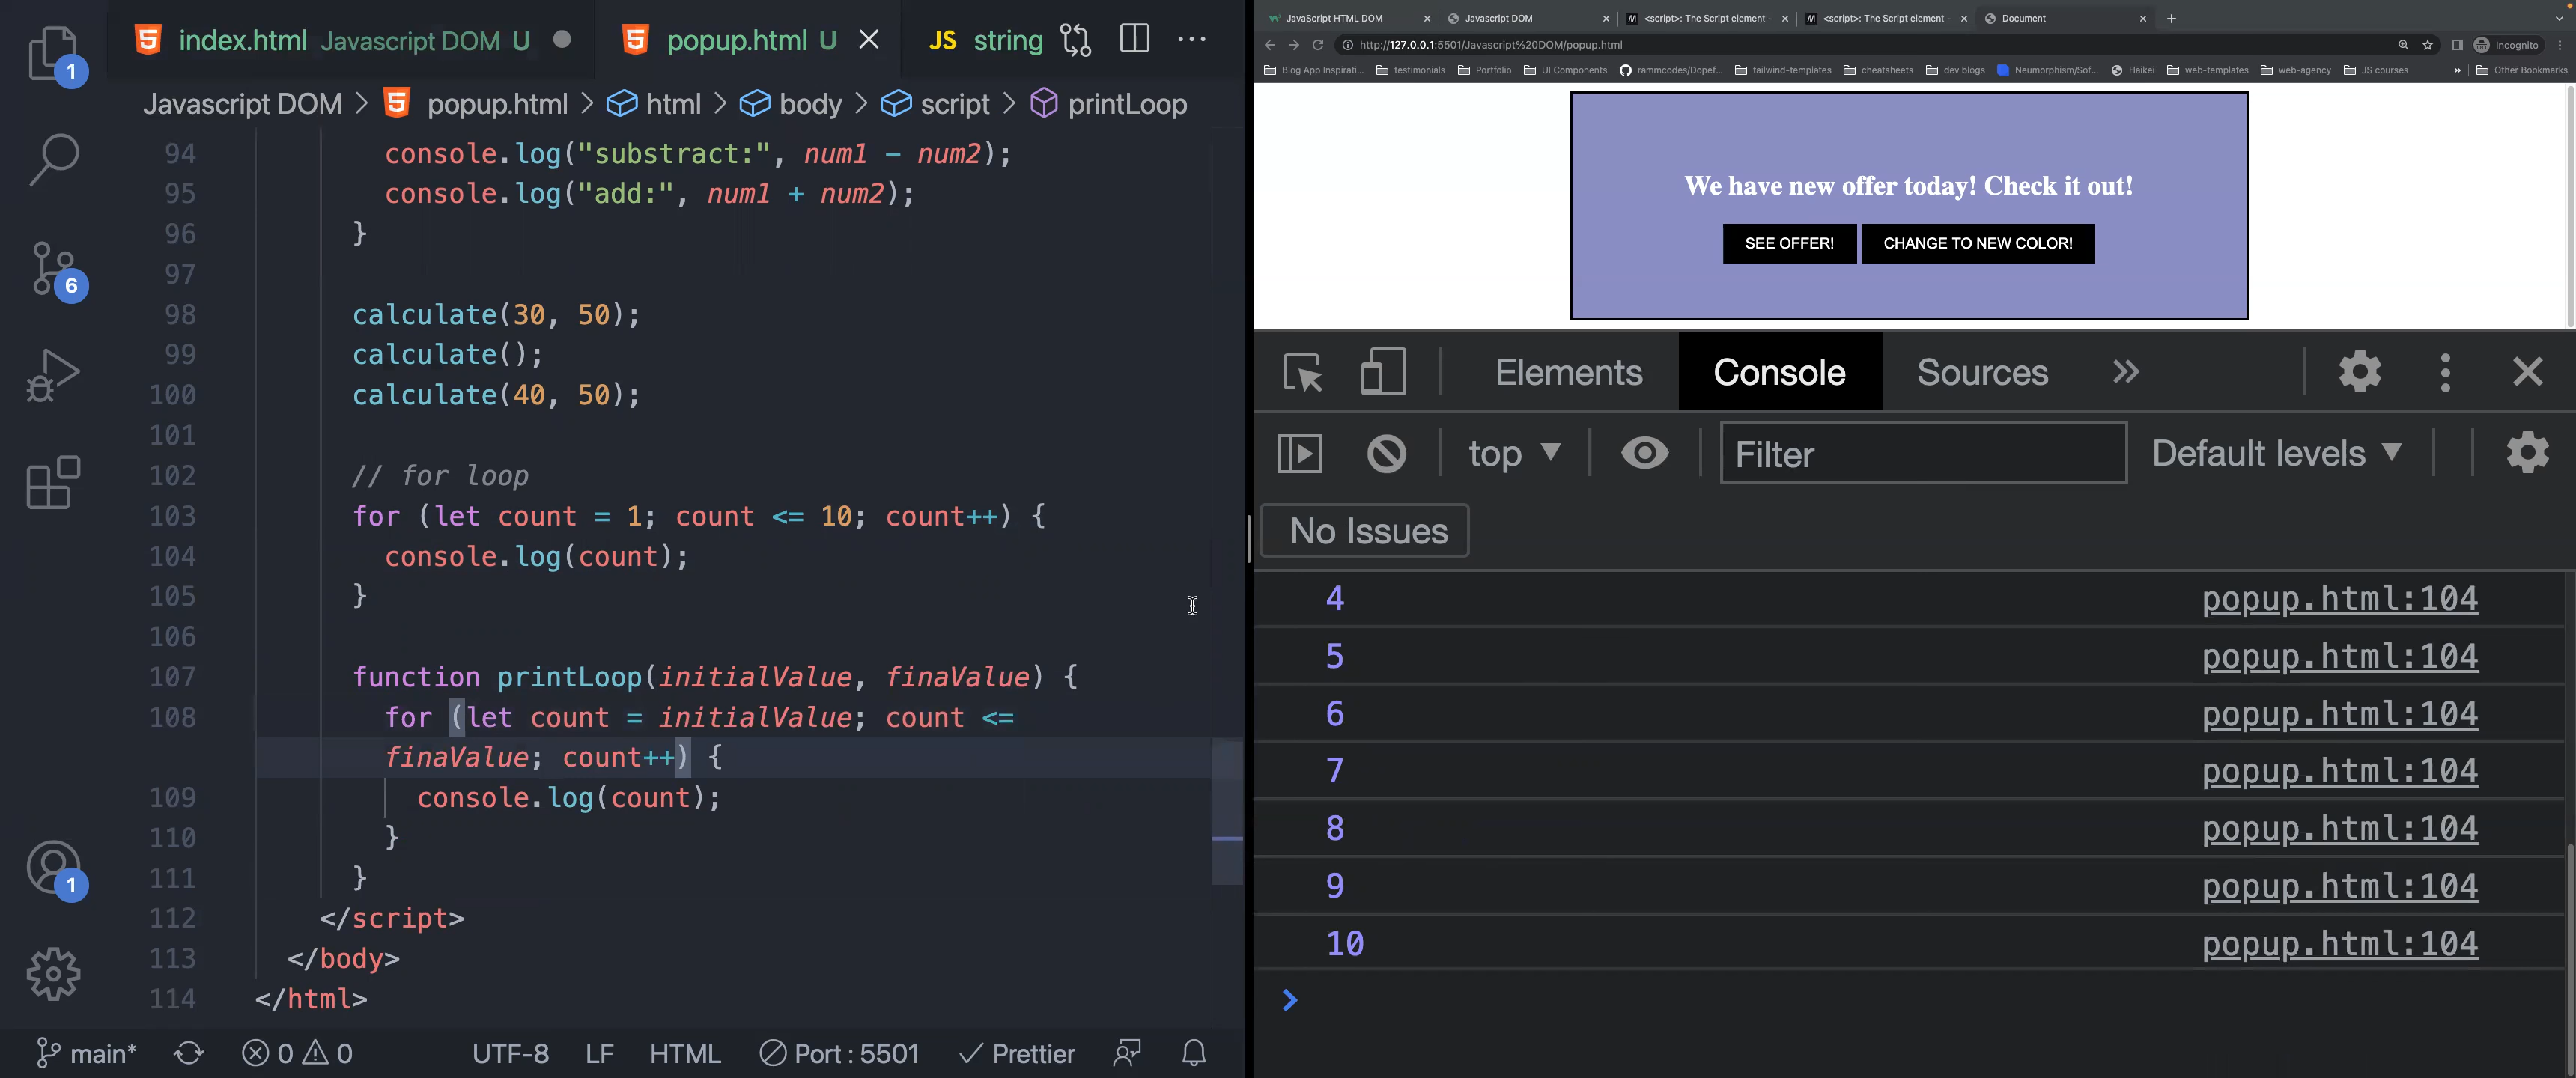 index.html Javascript DOM U
popup.html U
JS string
1
6
1
Javascript DOM > popup.html > html > body > script > printLoop
94 console.log("substract:", num1 - num2);
95 console.log("add:", num1 + num2);
96 }
97
98 calculate(30, 50);
99 calculate();
100 calculate(40, 50);
101
102 // for loop
103 for (let count = 1; count <= 10; count++) {
104 console.log(count);
105 }
106
107 function printLoop(initialValue, finaValue) {
108 for (let count = initialValue; count <=
finaValue; count++) {
109 console.log(count);
110 }
111 }
112 </script>
113 </body>
114 </html>
main* 0 0 UTF-8 LF HTML Port : 5501 Prettier
JavaScript HTML DOM
Javascript DOM
<script>: The Script element -
<script>: The Script element -
Document
http://127.0.0.1:5501/Javascript%20DOM/popup.html
Incognito
Blog App Inspirati... testimonials Portfolio UI Components rammcodes/Dopef... tailwind-templates cheatsheets dev blogs Neumorphism/Sof... Haikei web-templates web-agency JS courses » Other Bookmarks
We have new offer today! Check it out!
SEE OFFER! CHANGE TO NEW COLOR!
Elements Console Sources »
top Filter Default levels
No Issues
4 popup.html:104
5 popup.html:104
6 popup.html:104
7 popup.html:104
8 popup.html:104
9 popup.html:104
10 popup.html:104